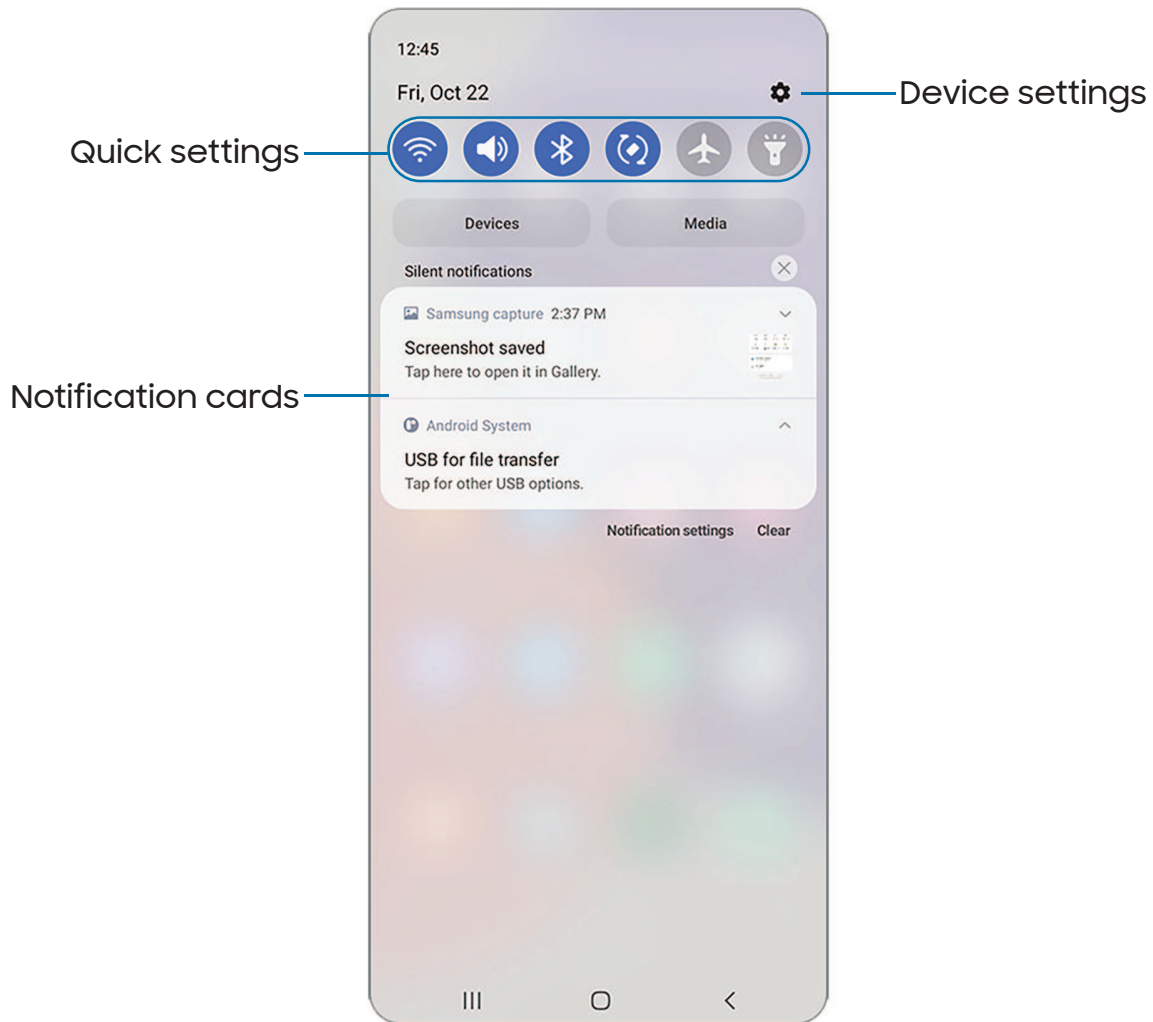 12:45
Fri, Oct 22
Device settings
Quick settings
Devices
Media
Silent notifications
Samsung capture 2:37 PM
Screenshot saved
Tap here to open it in Gallery.
Notification cards
Android System
USB for file transfer
Tap for other USB options.
Notification settings
Clear